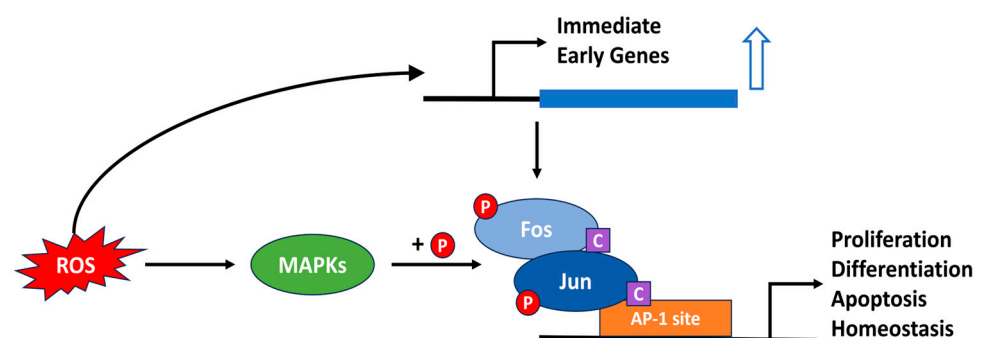 Immediate
Early Genes
ROS
MAPKs
+ P
P
Fos
C
Jun
P
C
AP-1 site
Proliferation
Differentiation
Apoptosis
Homeostasis